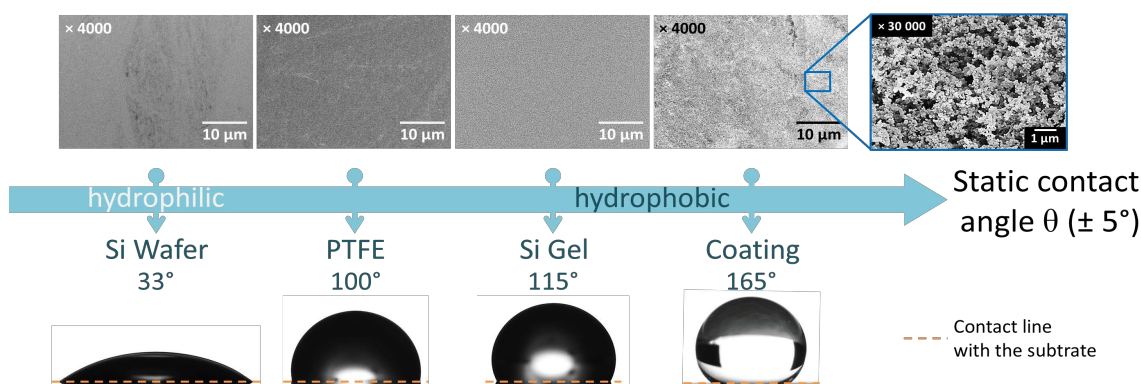 × 4000
10 µm
× 4000
10 µm
× 4000
10 µm
× 4000
10 µm
× 30 000
1 µm
hydrophilic
hydrophobic
Static contact
angle θ (± 5°)
Si Wafer
33°
PTFE
100°
Si Gel
115°
Coating
165°
Contact line
with the subtrate